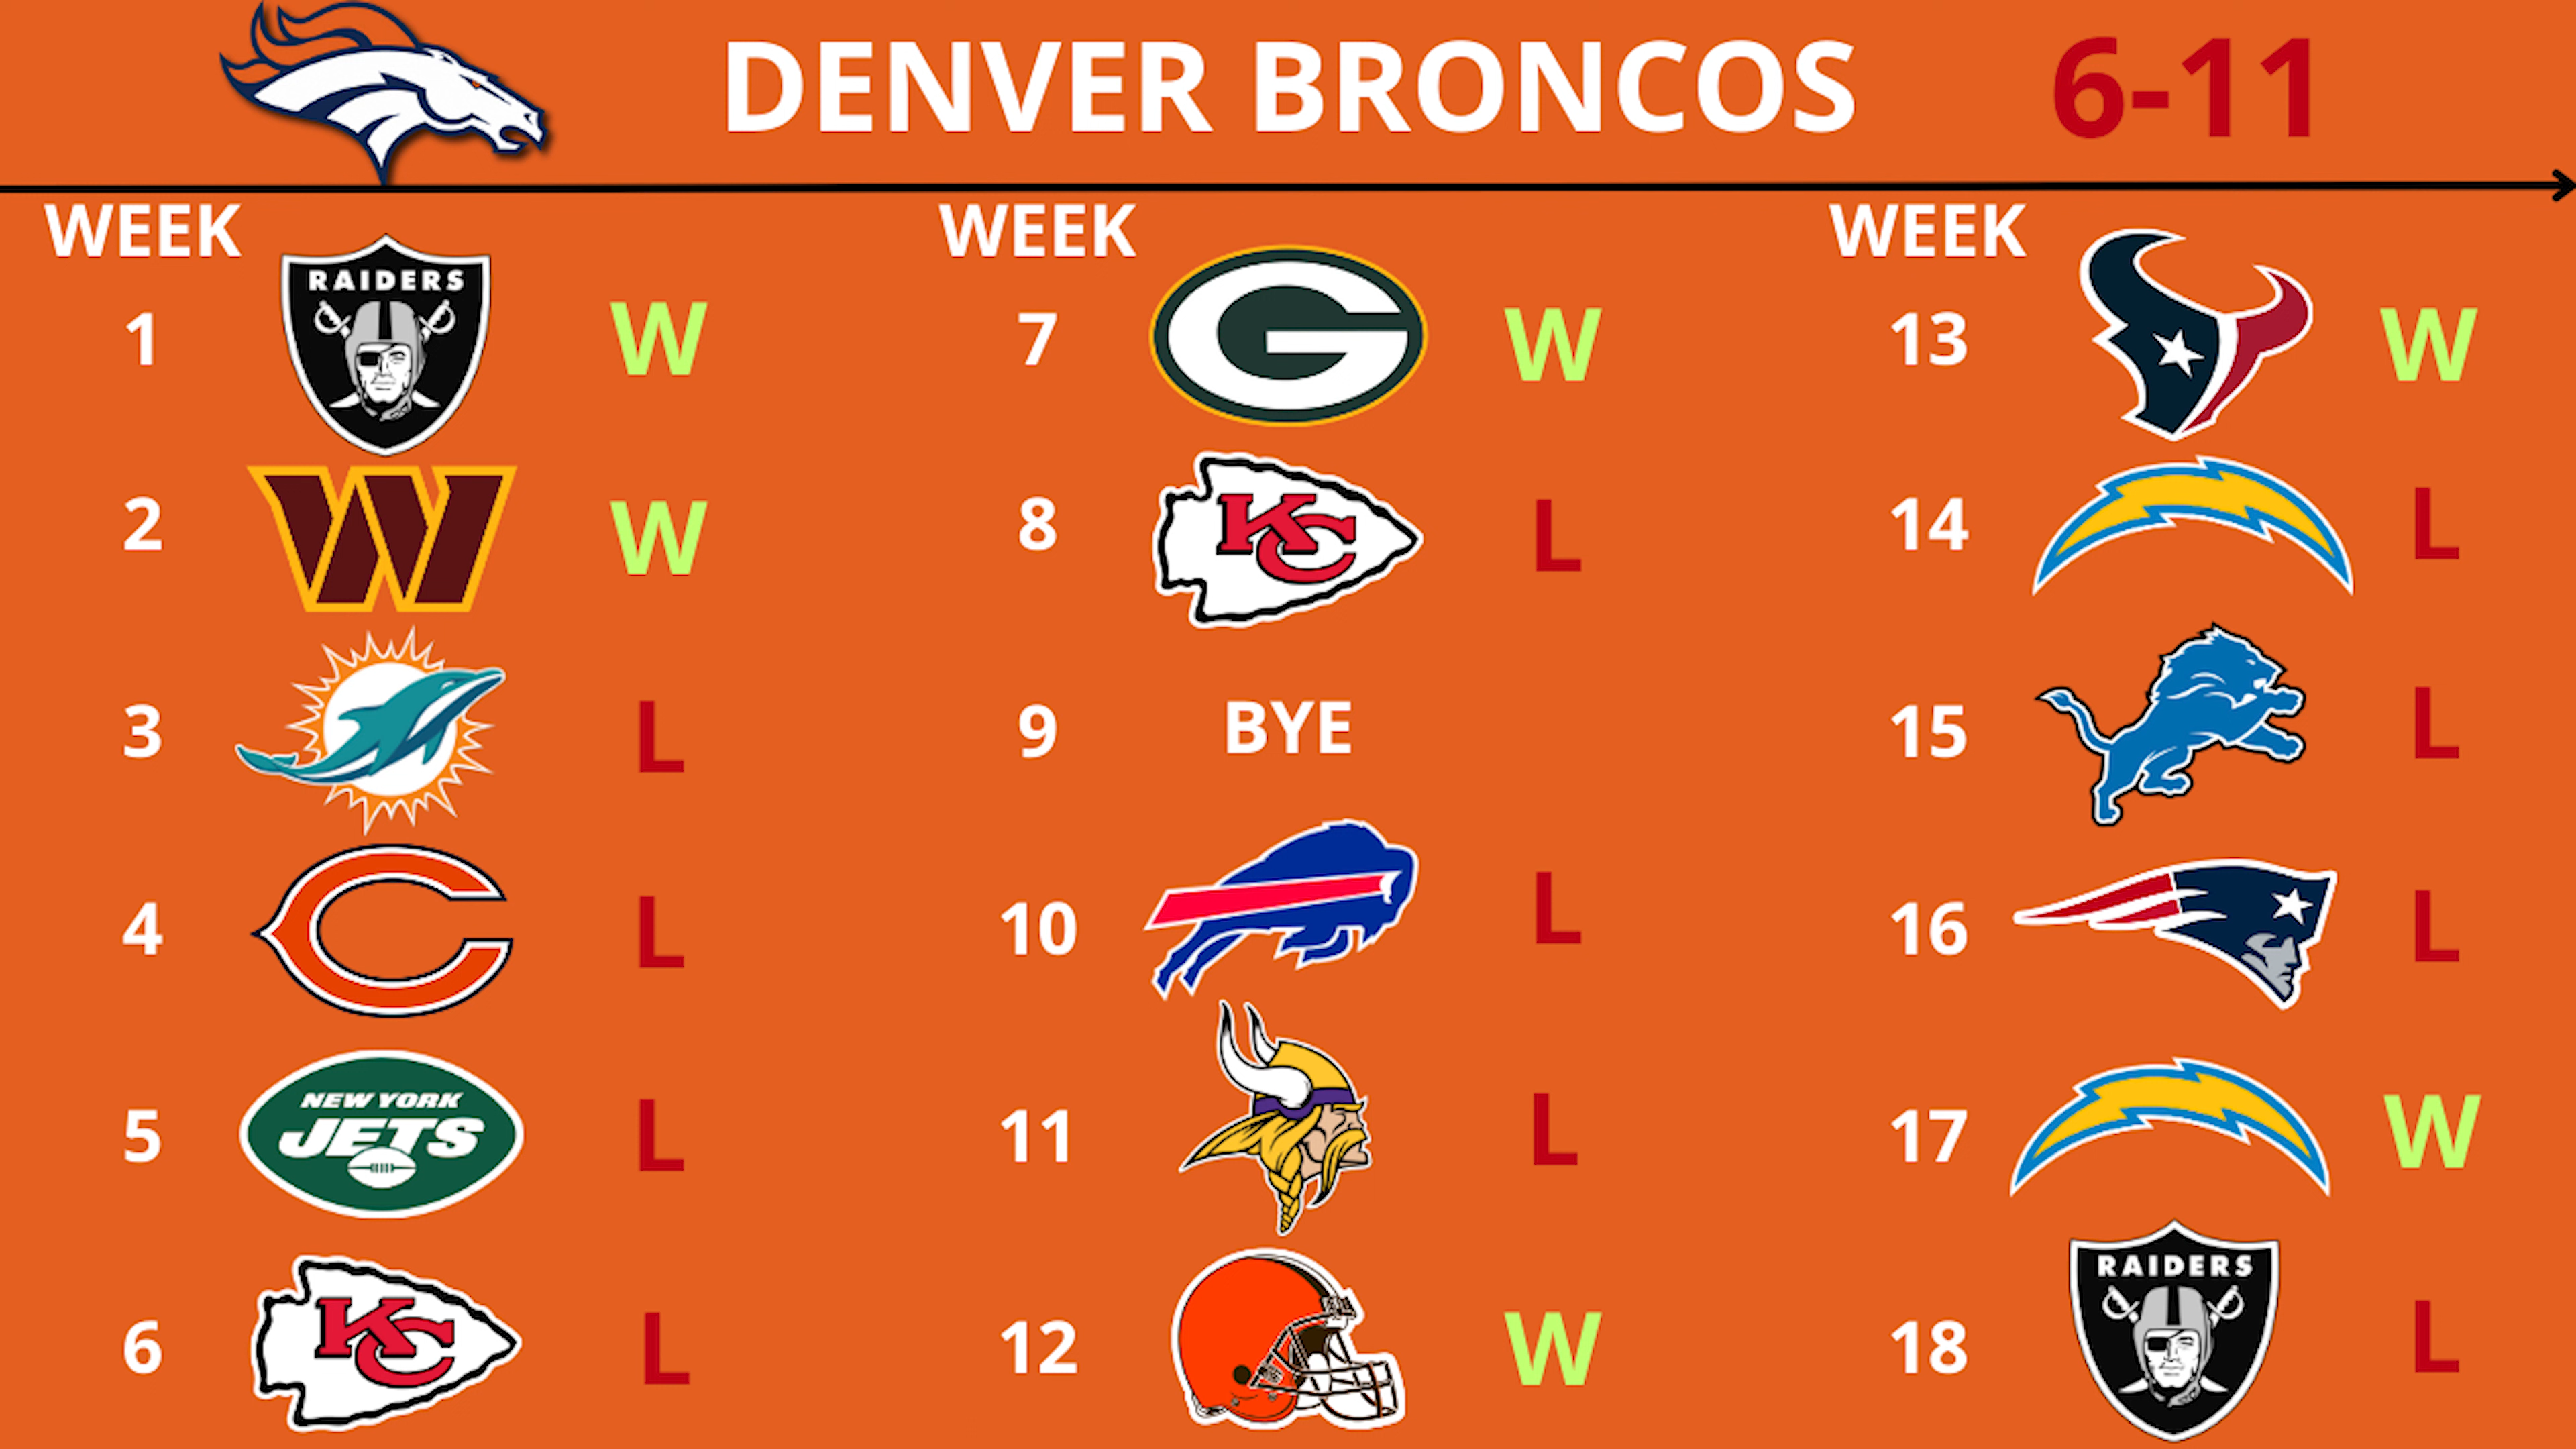 DENVER BRONCOS 6-11
WEEK
RAIDERS
1 W
2 W W
3 L
4 C L
NEW YORK
5 JETS L
6 KC L
WEEK
7 G W
8 KC L
9 BYE
10 L
11 L
12 W
WEEK
13 W
14 L
15 L
16 L
17 W
RAIDERS
18 L